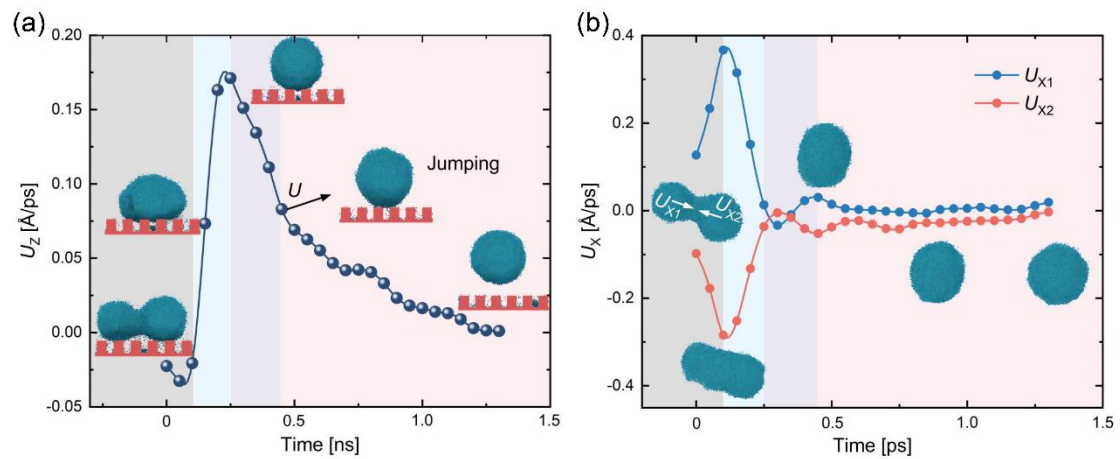 (a)
0.20
0.15
0.10
0.05
0.00
-0.05
U_Z [Å/ps]
U
Jumping
0 0.5 1.0 1.5
Time [ns]
(b)
0.4
0.2
0.0
-0.2
-0.4
U_X [Å/ps]
U_X1
U_X2
U_X1 U_X2
0 0.5 1.0 1.5
Time [ps]